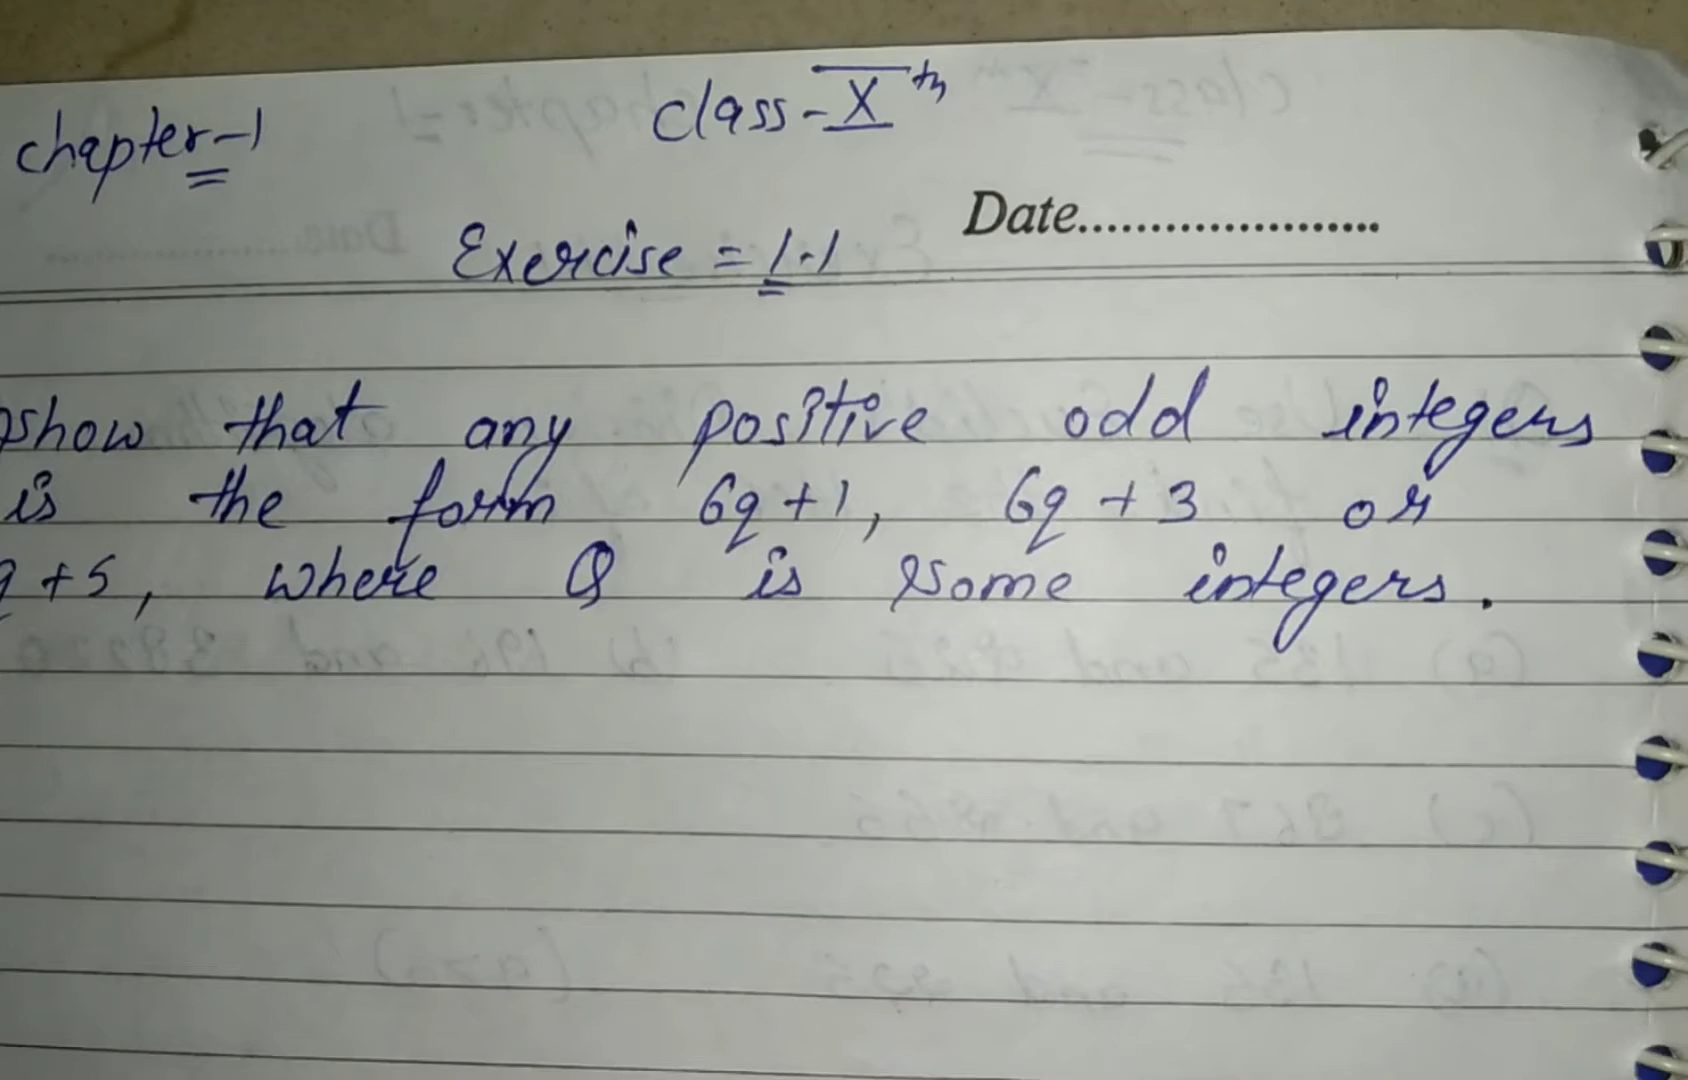 class-Xth
chapter-1
Date......................
Exercise = 1.1
show that any positive odd integers
is the form 6q+1, 6q + 3 or
q +5, where Q is some integers.